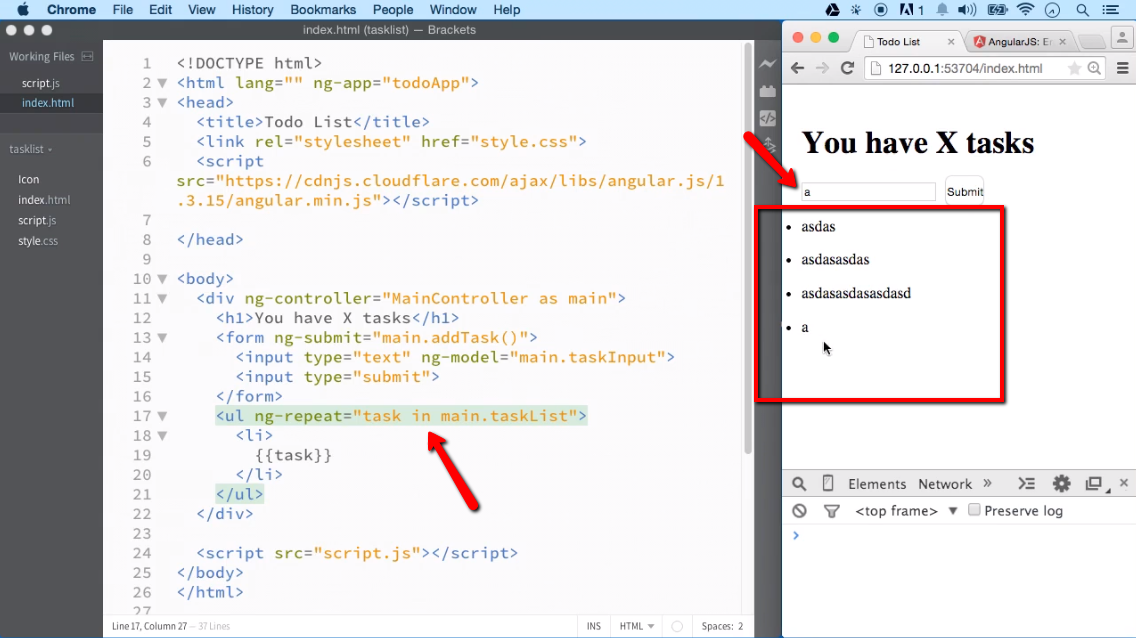 Chrome File Edit View History Bookmarks People Window Help
1
index.html (tasklist) — Brackets
Working Files
script.js
index.html
tasklist
Icon
index.html
script.js
style.css
1 <!DOCTYPE html>
2 <html lang="" ng-app="todoApp">
3 <head>
4 <title>Todo List</title>
5 <link rel="stylesheet" href="style.css">
6 <script
src="https://cdnjs.cloudflare.com/ajax/libs/angular.js/1
.3.15/angular.min.js"></script>
7
8 </head>
9
10 <body>
11 <div ng-controller="MainController as main">
12 <h1>You have X tasks</h1>
13 <form ng-submit="main.addTask()">
14 <input type="text" ng-model="main.taskInput">
15 <input type="submit">
16 </form>
17 <ul ng-repeat="task in main.taskList">
18 <li>
19 {{task}}
20 </li>
21 </ul>
22 </div>
23
24 <script src="script.js"></script>
25 </body>
26 </html>
27
Line 17, Column 27 — 37 Lines
INS HTML Spaces: 2
Todo List
AngularJS: Er
127.0.0.1:53704/index.html
You have X tasks
a Submit
• asdas
• asdasasdas
• asdasasdasasdasd
• a
Elements Network »
<top frame> Preserve log